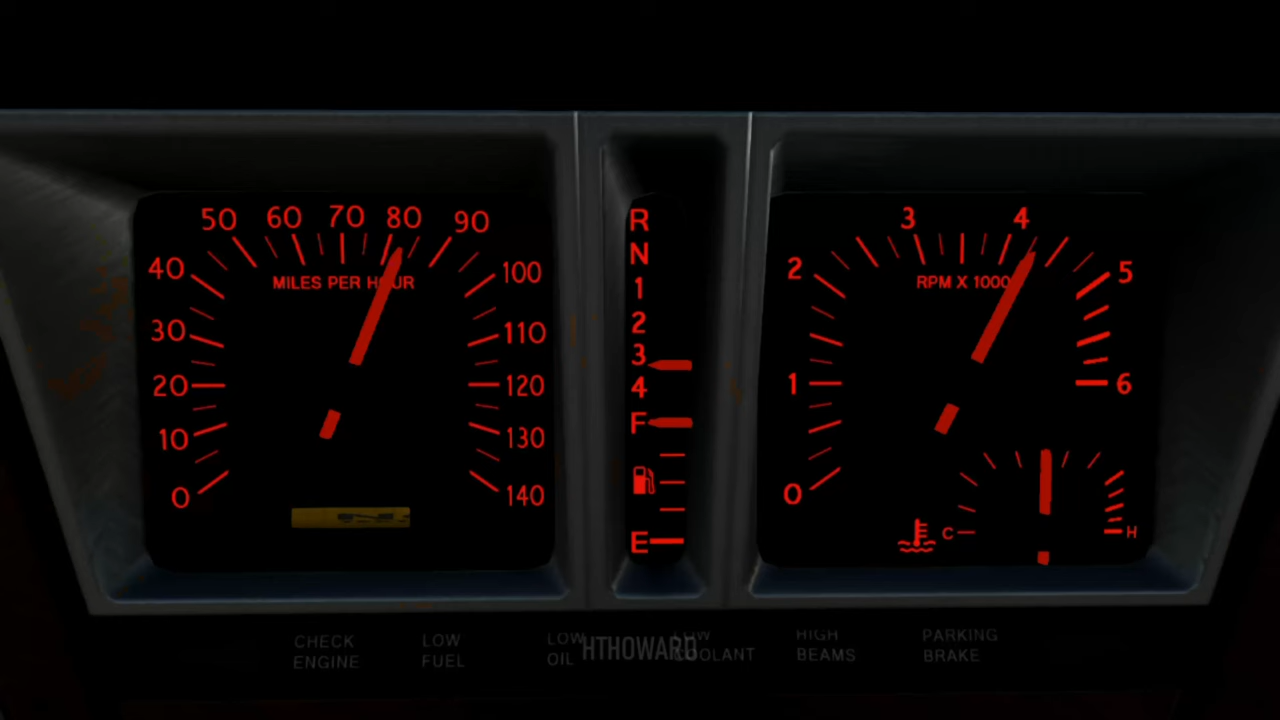 50 60 70 80 90
40
100
MILES PER HOUR
30
110
20
120
10
130
0
140
R
N
1
2
3
4
F
E
3 4
2
5
RPM X 1000
1
6
0
C H
CHECK
ENGINE
LOW
FUEL
LOW
OIL
HTHOWARD
LOW
COOLANT
HIGH
BEAMS
PARKING
BRAKE